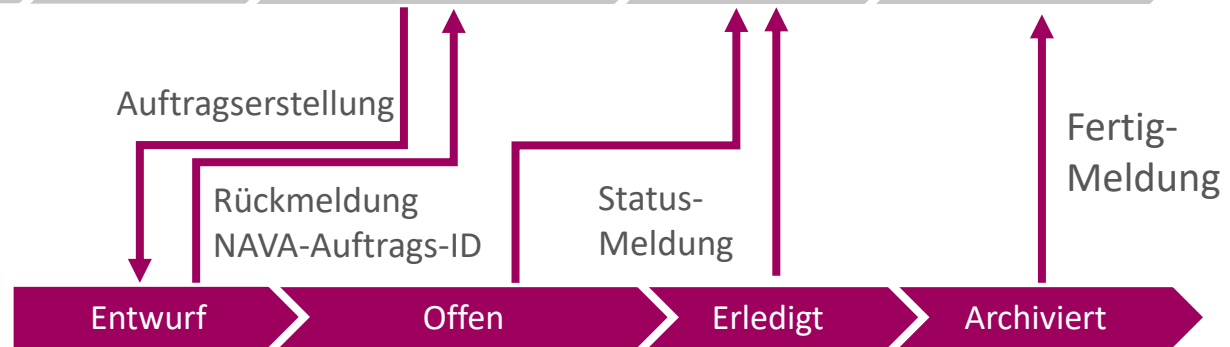 Auftragserstellung
Rückmeldung
NAVA-Auftrags-ID
Status-
Meldung
Fertig-
Meldung
Entwurf
Offen
Erledigt
Archiviert